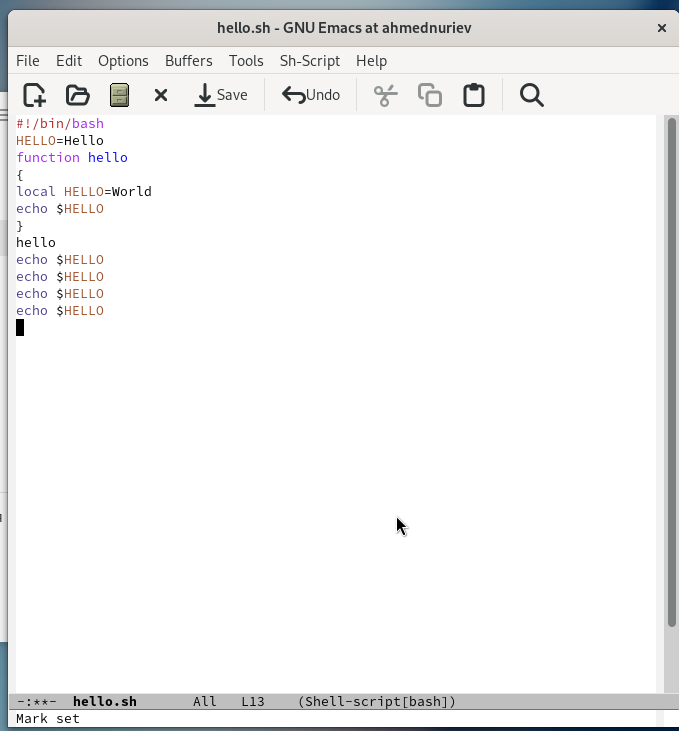 hello.sh - GNU Emacs at ahmednuriev
File Edit Options Buffers Tools Sh-Script Help
Save Undo
#!/bin/bash
HELLO=Hello
function hello
{
local HELLO=World
echo $HELLO
}
hello
echo $HELLO
echo $HELLO
echo $HELLO
echo $HELLO
-:**-  hello.sh       All   L13    (Shell-script[bash])
Mark set